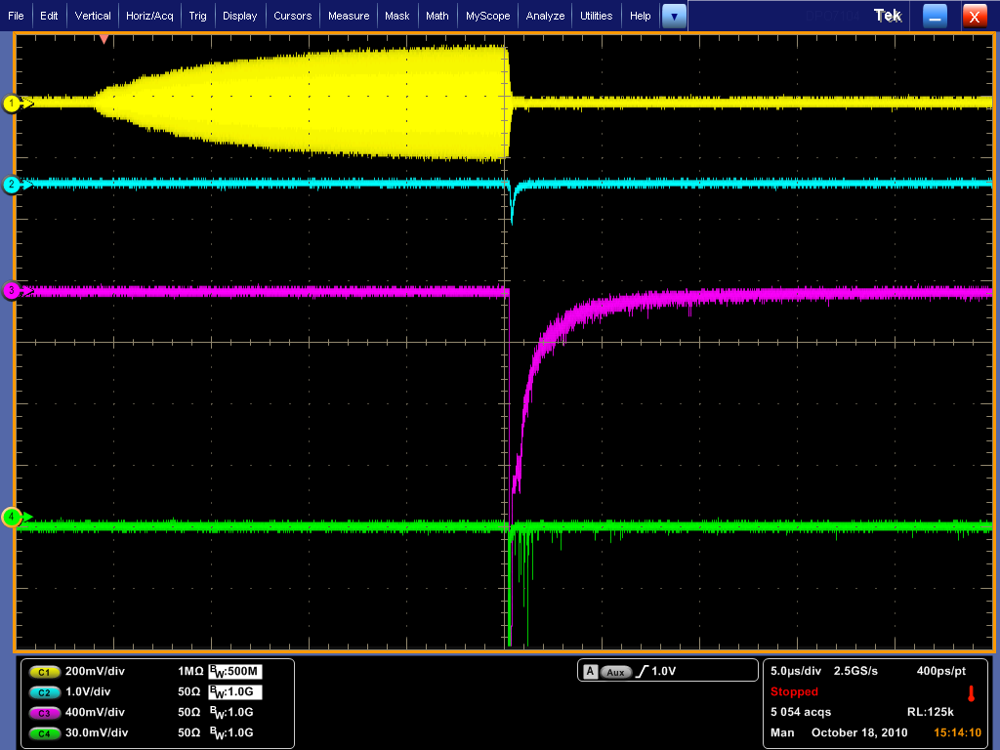 File Edit Vertical Horiz/Acq Trig Display Cursors Measure Mask Math MyScope Analyze Utilities Help Tek X
1
2
3
4
C1 200mV/div 1MΩ BW:500M
C2 1.0V/div 50Ω BW:1.0G
C3 400mV/div 50Ω BW:1.0G
C4 30.0mV/div 50Ω BW:1.0G
A Aux 1.0V
5.0µs/div 2.5GS/s 400ps/pt
Stopped
5 054 acqs RL:125k
Man October 18, 2010 15:14:10